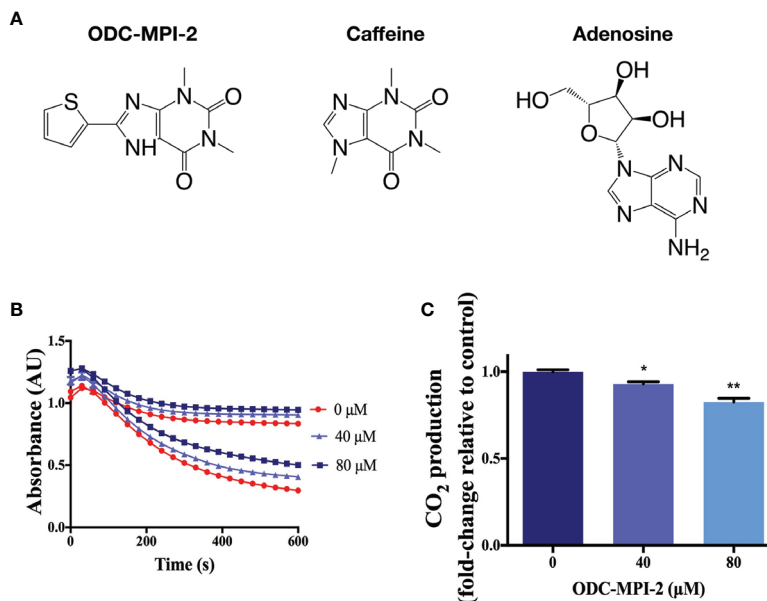 A
ODC-MPI-2
Caffeine
Adenosine
S
N
NH
N
O
N
O
N
N
N
O
N
O
HO
OH
OH
O
N
N
N
N
NH2
B
Absorbance (AU)
1.5
1.0
0.5
0.0
0
200
400
600
Time (s)
0 μM
40 μM
80 μM
C
CO2 production
(fold-change relative to control)
1.0
0.5
0.0
*
**
0
40
80
ODC-MPI-2 (μM)